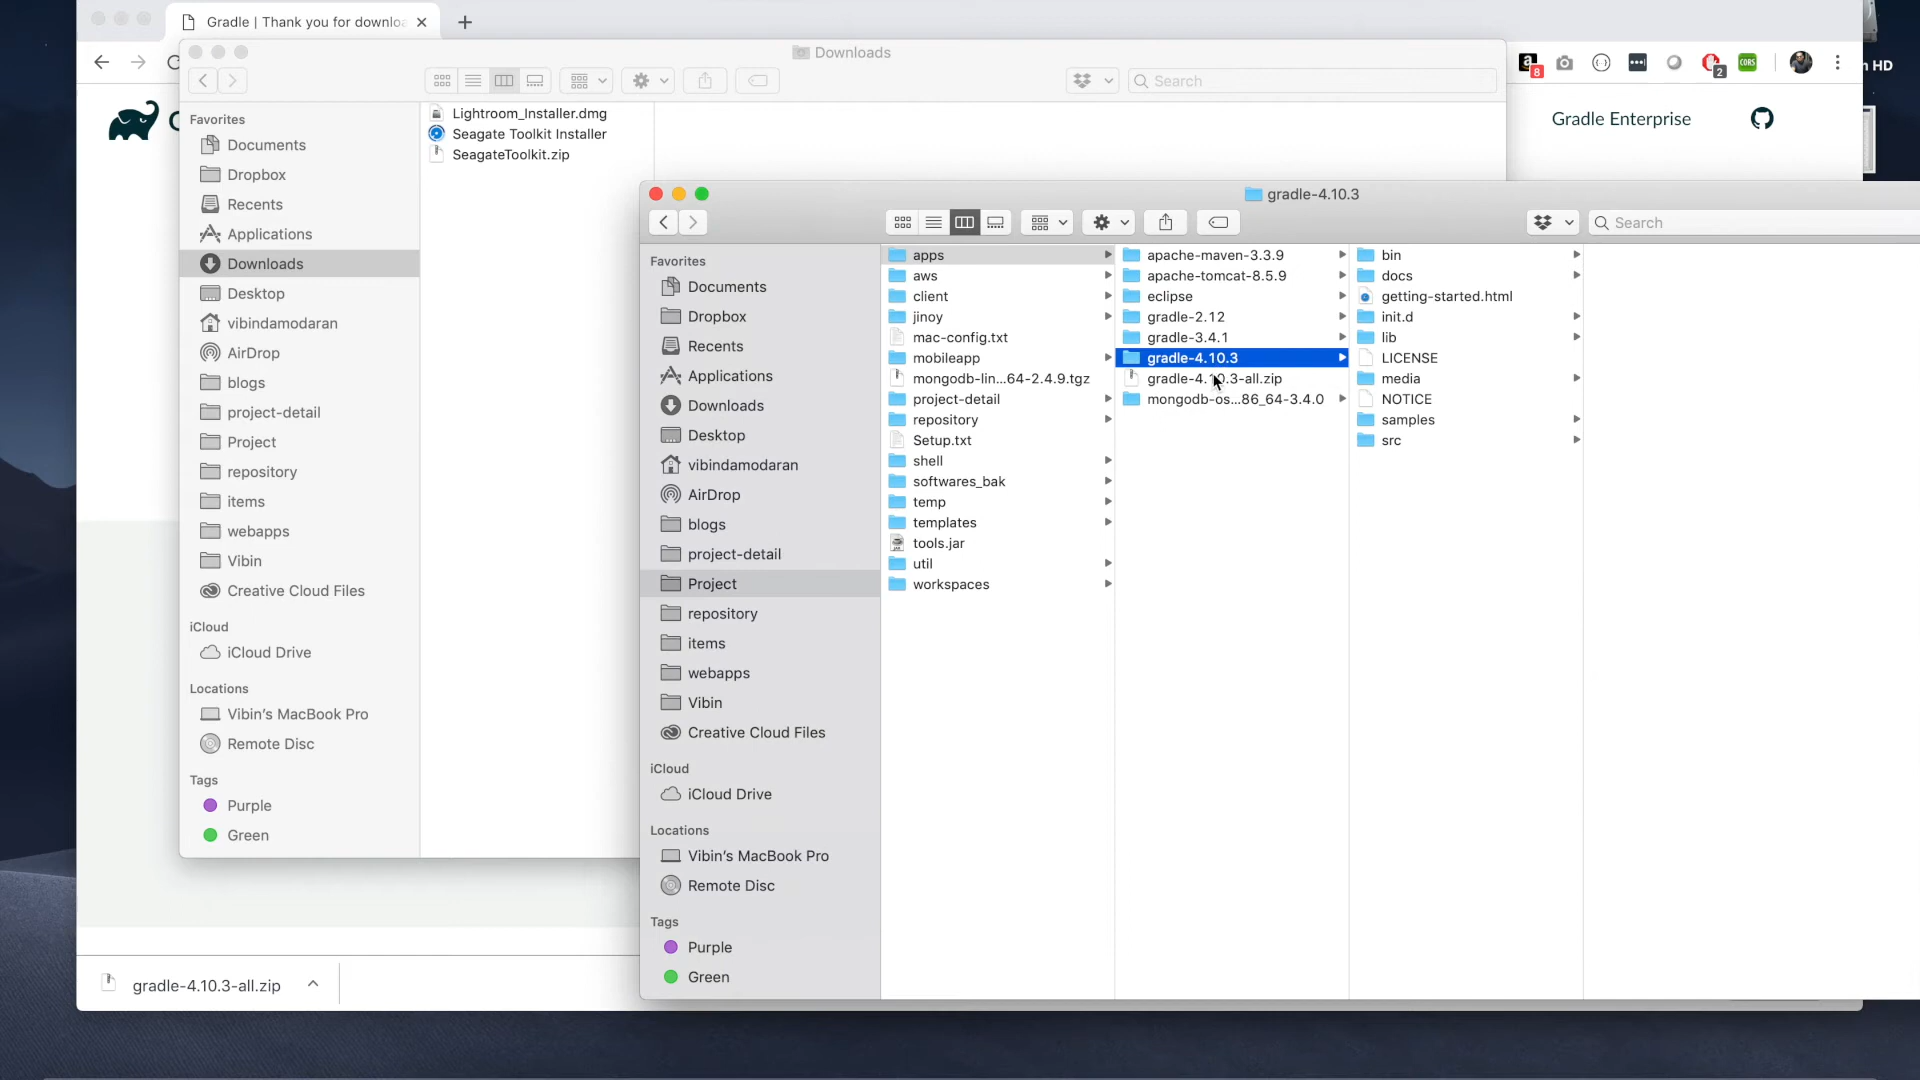 Gradle | Thank you for downloa
n HD
8
2
CORS
Gradle Enterprise
Downloads
Search
Favorites
Documents
Dropbox
Recents
Applications
Downloads
Desktop
vibindamodaran
AirDrop
blogs
project-detail
Project
repository
items
webapps
Vibin
Creative Cloud Files
iCloud
iCloud Drive
Locations
Vibin's MacBook Pro
Remote Disc
Tags
Purple
Green
Lightroom_Installer.dmg
Seagate Toolkit Installer
SeagateToolkit.zip
gradle-4.10.3
Search
Favorites
Documents
Dropbox
Recents
Applications
Downloads
Desktop
vibindamodaran
AirDrop
blogs
project-detail
Project
repository
items
webapps
Vibin
Creative Cloud Files
iCloud
iCloud Drive
Locations
Vibin's MacBook Pro
Remote Disc
Tags
Purple
Green
apps
aws
client
jinoy
mac-config.txt
mobileapp
mongodb-lin...64-2.4.9.tgz
project-detail
repository
Setup.txt
shell
softwares_bak
temp
templates
tools.jar
util
workspaces
apache-maven-3.3.9
apache-tomcat-8.5.9
eclipse
gradle-2.12
gradle-3.4.1
gradle-4.10.3
gradle-4.10.3-all.zip
mongodb-os...86_64-3.4.0
bin
docs
getting-started.html
init.d
lib
LICENSE
media
NOTICE
samples
src
gradle-4.10.3-all.zip